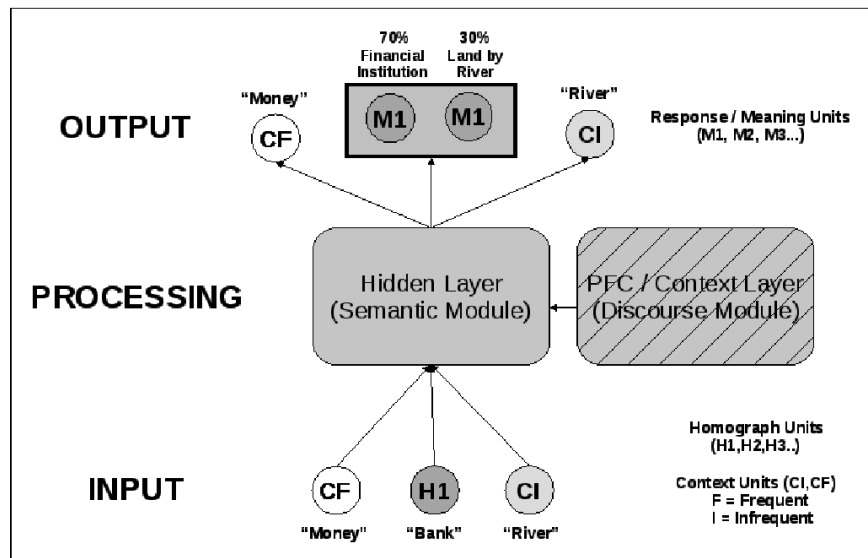 70%
Financial
Institution
30%
Land by
River
“Money”
“River”
OUTPUT
CF
M1
M1
CI
Response / Meaning Units
(M1, M2, M3...)
PROCESSING
Hidden Layer
(Semantic Module)
PFC / Context Layer
(Discourse Module)
Homograph Units
(H1,H2,H3..)
INPUT
CF
H1
CI
Context Units (CI,CF)
F = Frequent
I = Infrequent
“Money”
“Bank”
“River”